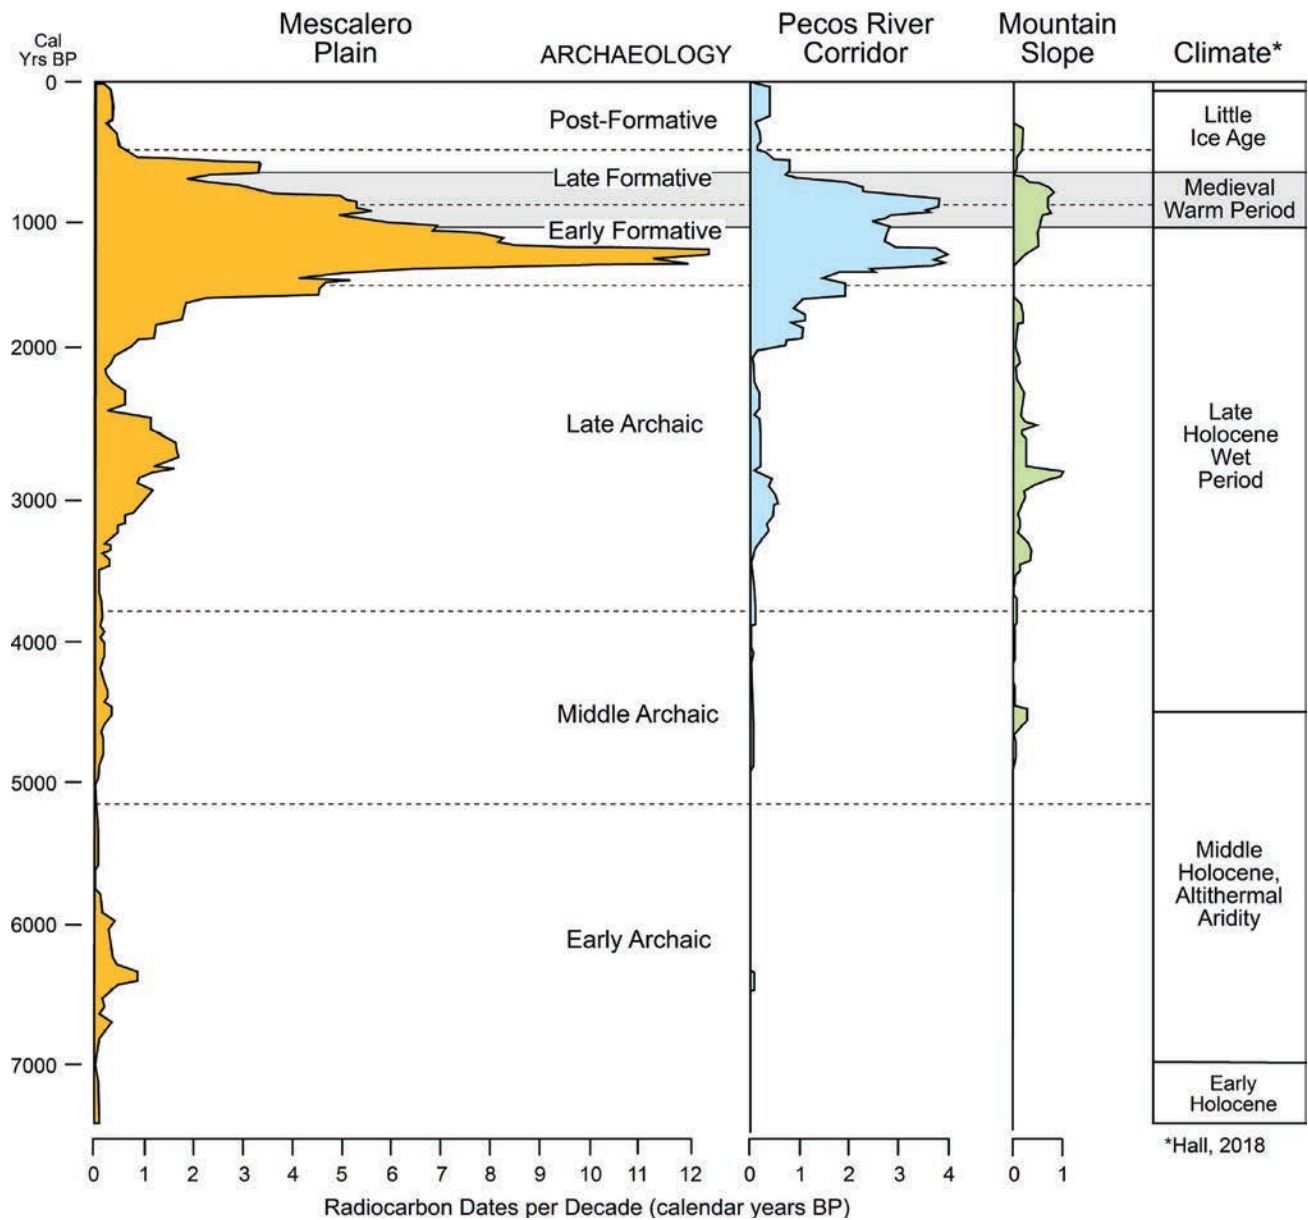 Mescalero
Plain
ARCHAEOLOGY
Pecos River
Corridor
Mountain
Slope
Climate*
Cal
Yrs BP
0
1000
2000
3000
4000
5000
6000
7000
Post-Formative
Late Formative
Early Formative
Late Archaic
Middle Archaic
Early Archaic
Little
Ice Age
Medieval
Warm Period
Late
Holocene
Wet
Period
Middle
Holocene,
Altithermal
Aridity
Early
Holocene
*Hall, 2018
0 1 2 3 4 5 6 7 8 9 10 11 12
0 1 2 3 4
0 1
Radiocarbon Dates per Decade (calendar years BP)